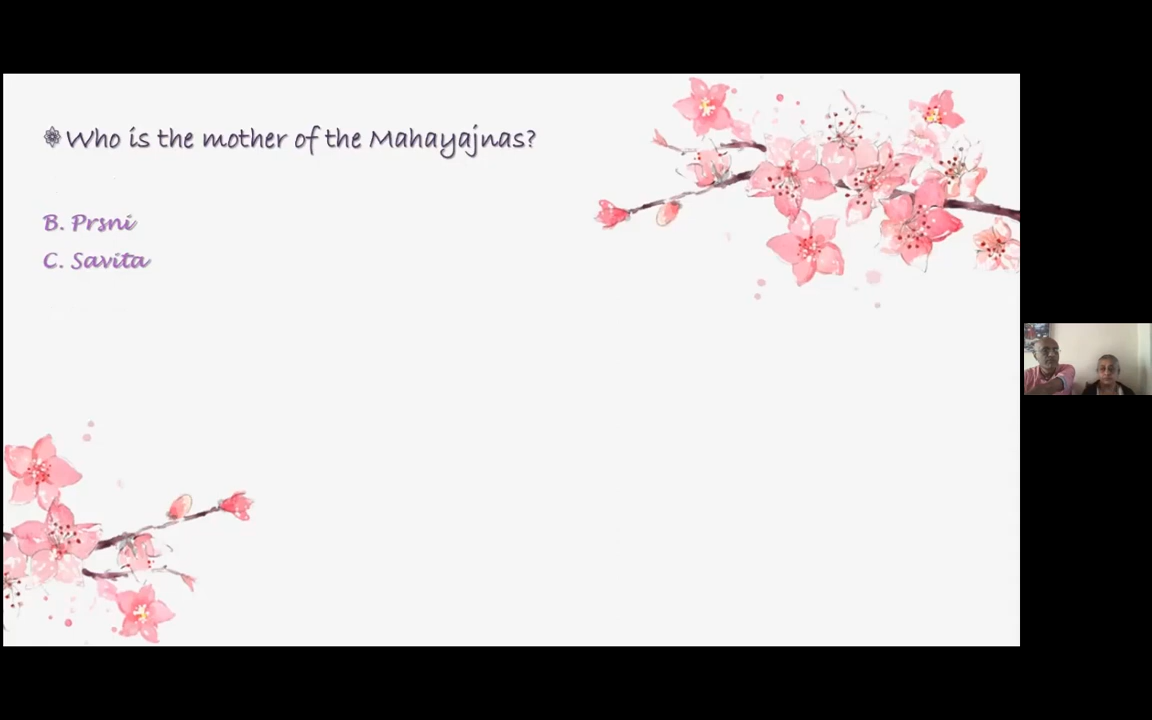 Who is the mother of the Mahayajnas?
B. Prsni
C. Savita